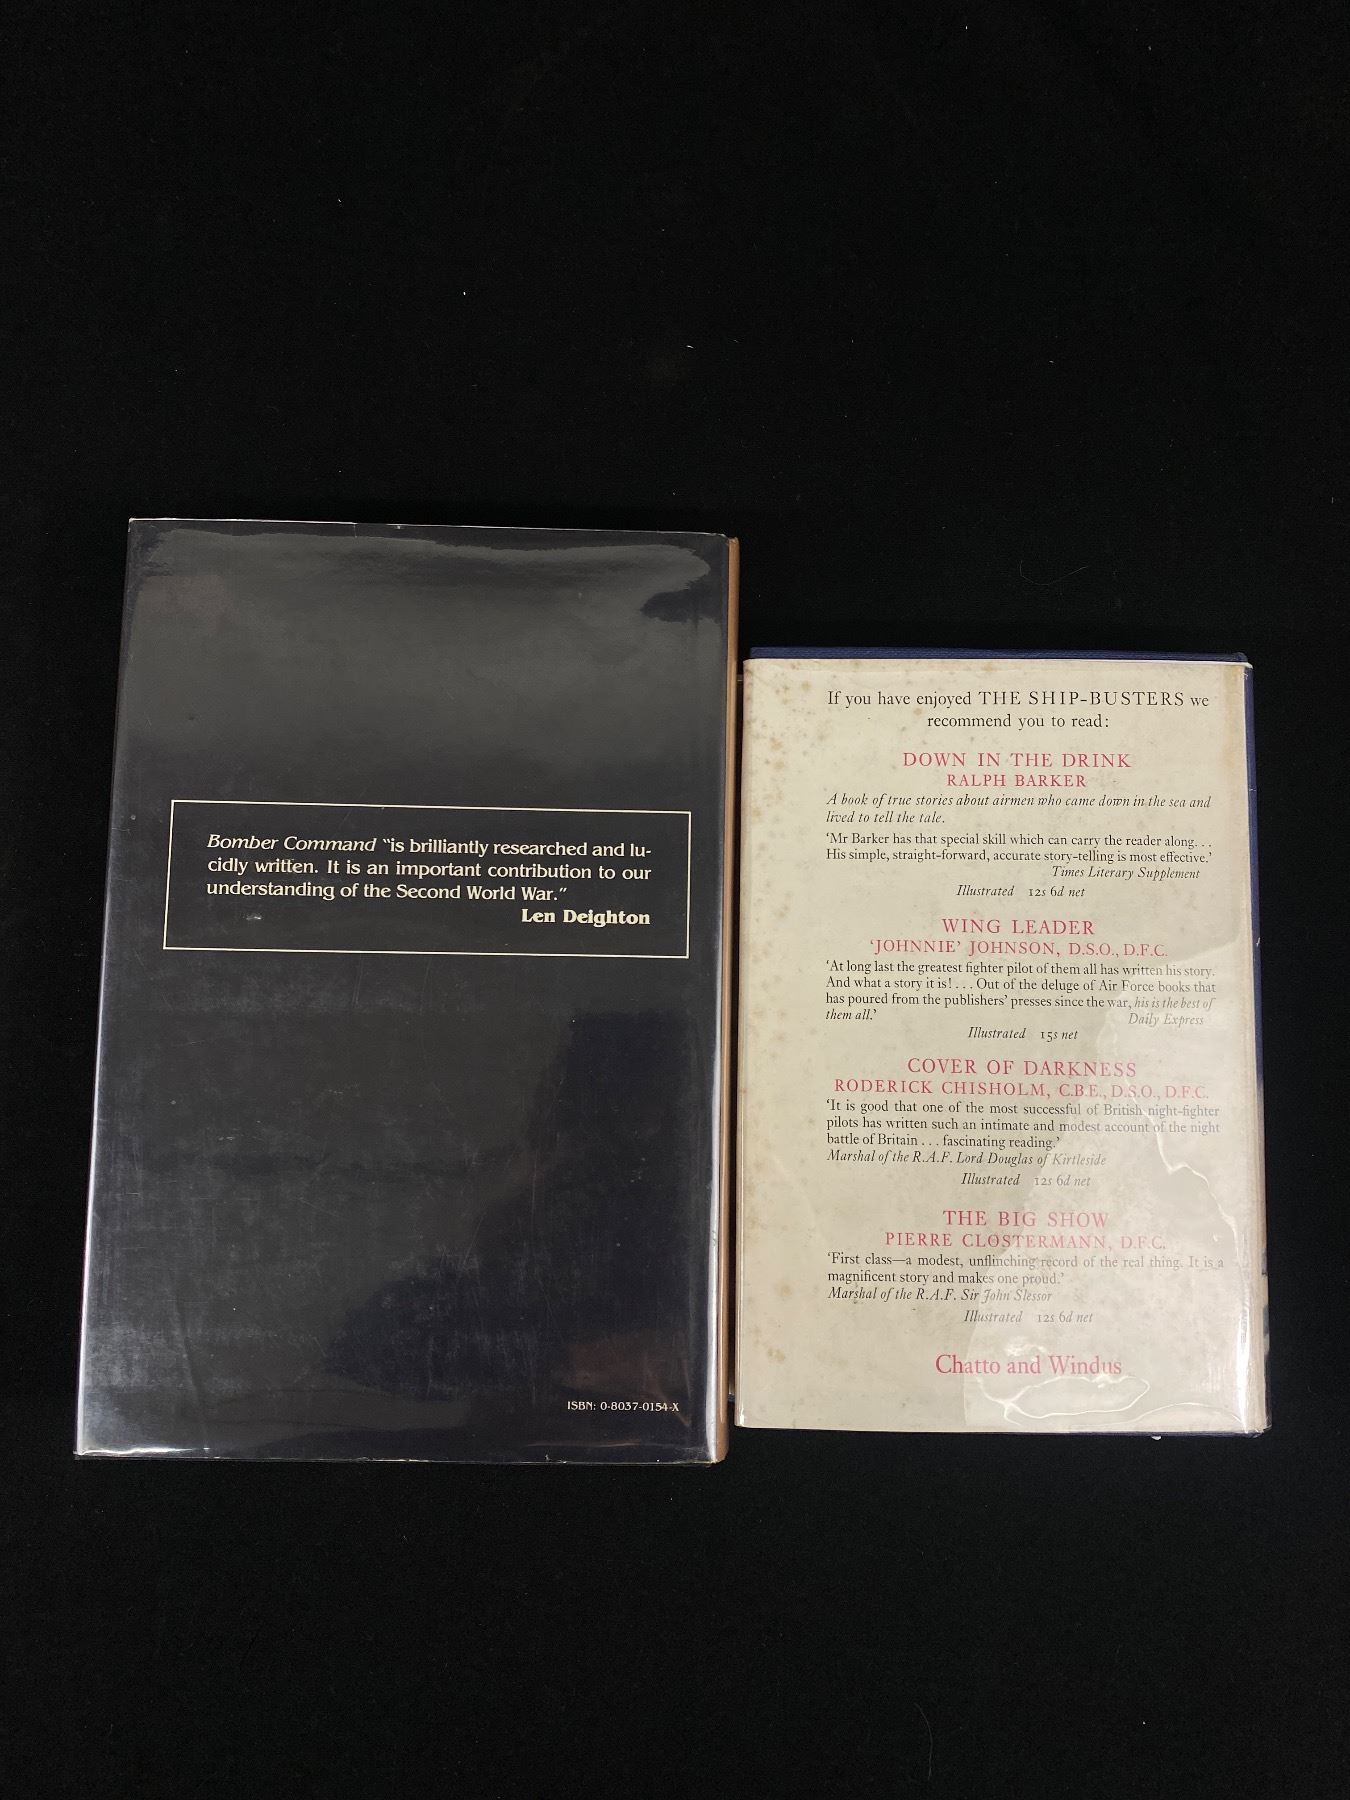 Bomber Command "is brilliantly researched and lu-
cidly written. It is an important contribution to our
understanding of the Second World War."
Len Deighton
ISBN: 0-8037-0154-X
If you have enjoyed THE SHIP-BUSTERS we
recommend you to read:
DOWN IN THE DRINK
RALPH BARKER
A book of true stories about airmen who came down in the sea and
lived to tell the tale.
'Mr Barker has that special skill which can carry the reader along. . .
His simple, straight-forward, accurate story-telling is most effective.'
Times Literary Supplement
Illustrated 12s 6d net
WING LEADER
'JOHNNIE' JOHNSON, D.S.O., D.F.C.
'At long last the greatest fighter pilot of them all has written his story.
And what a story it is! . . . Out of the deluge of Air Force books that
has poured from the publishers' presses since the war, his is the best of
them all.'
Daily Express
Illustrated 15s net
COVER OF DARKNESS
RODERICK CHISHOLM, C.B.E., D.S.O., D.F.C.
'It is good that one of the most successful of British night-fighter
pilots has written such an intimate and modest account of the night
battle of Britain . . . fascinating reading.'
Marshal of the R.A.F. Lord Douglas of Kirtleside
Illustrated 12s 6d net
THE BIG SHOW
PIERRE CLOSTERMANN, D.F.C.
'First class—a modest, unflinching record of the real thing. It is a
magnificent story and makes one proud.'
Marshal of the R.A.F. Sir John Slessor
Illustrated 12s 6d net
Chatto and Windus